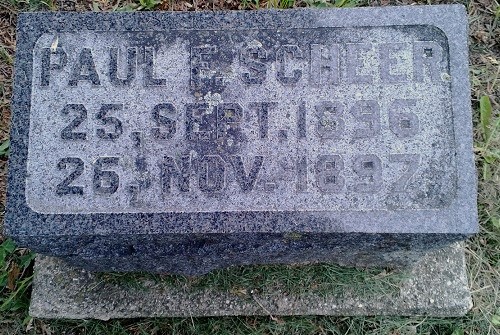 PAUL F. SCHEER
25, SEPT. 1896
26, NOV. 1897